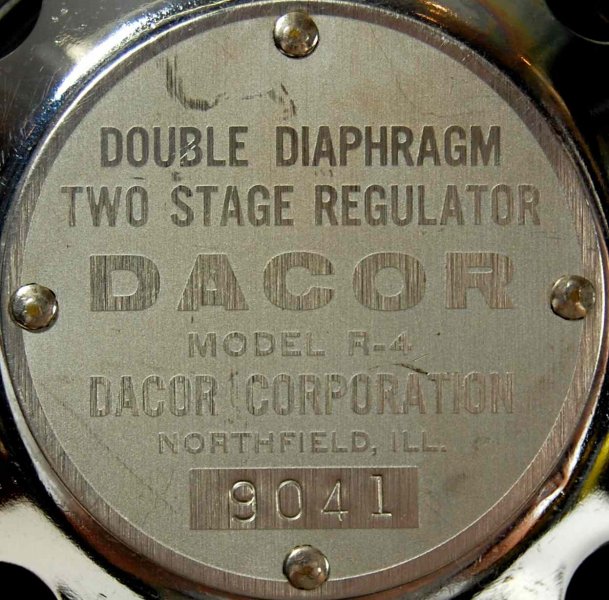 DOUBLE DIAPHRAGM
TWO STAGE REGULATOR
DACOR
MODEL R-4
DACOR CORPORATION
NORTHFIELD, ILL.
9041